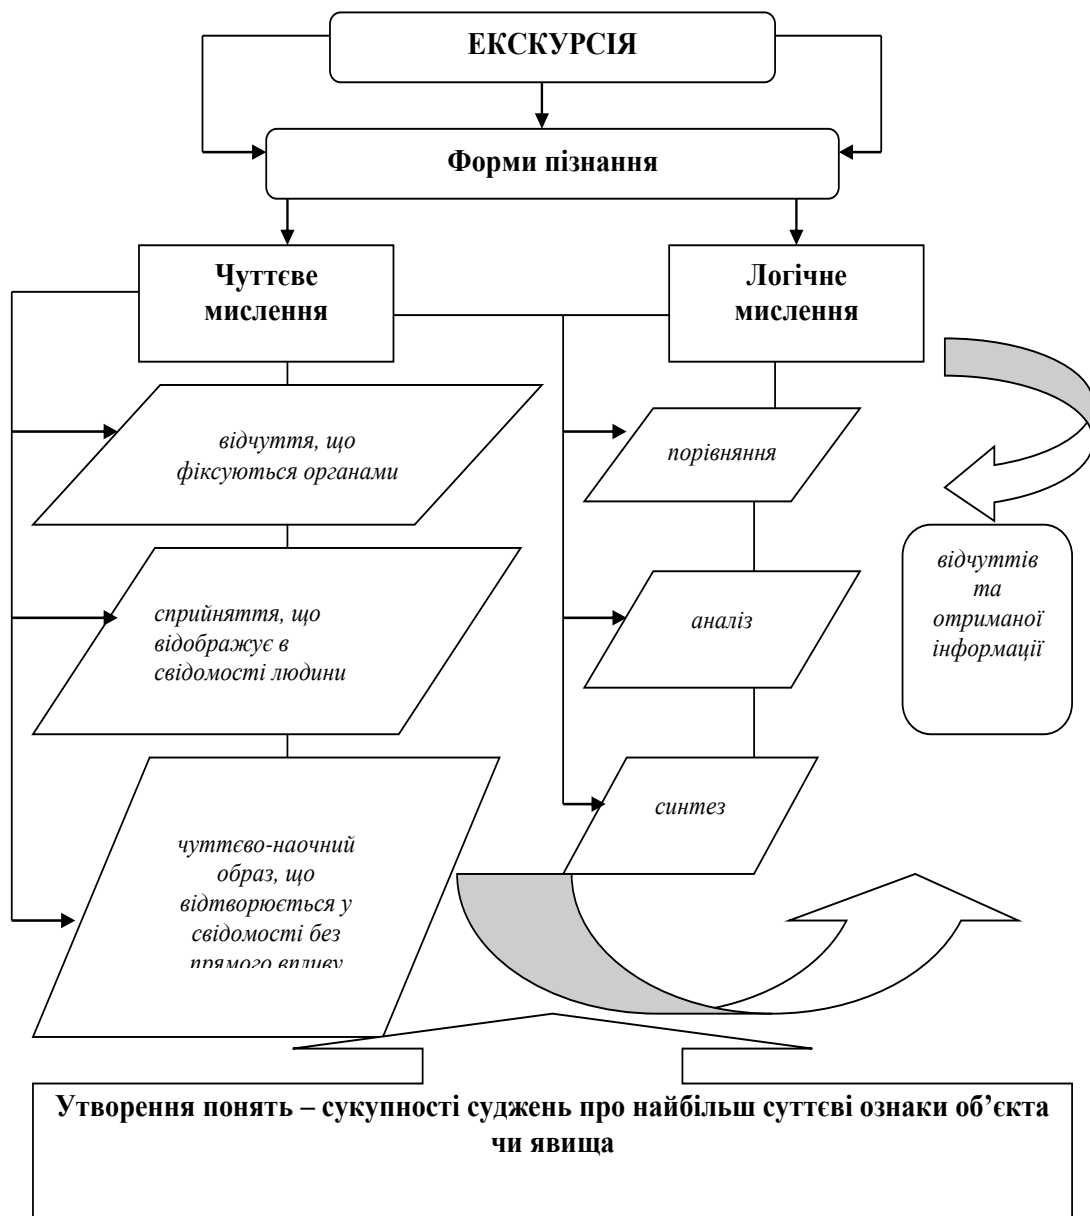 ЕКСКУРСІЯ
Форми пізнання
Чуттєве
мислення
Логічне
мислення
відчуття, що
фіксуються органами
порівняння
відчуттів
та
отриманої
інформації
сприйняття, що
відображує в
свідомості людини
аналіз
чуттєво-наочний
образ, що
відтворюється у
свідомості без
прямого впливу
синтез
Утворення понять – сукупності суджень про найбільш суттєві ознаки об’єкта
чи явища